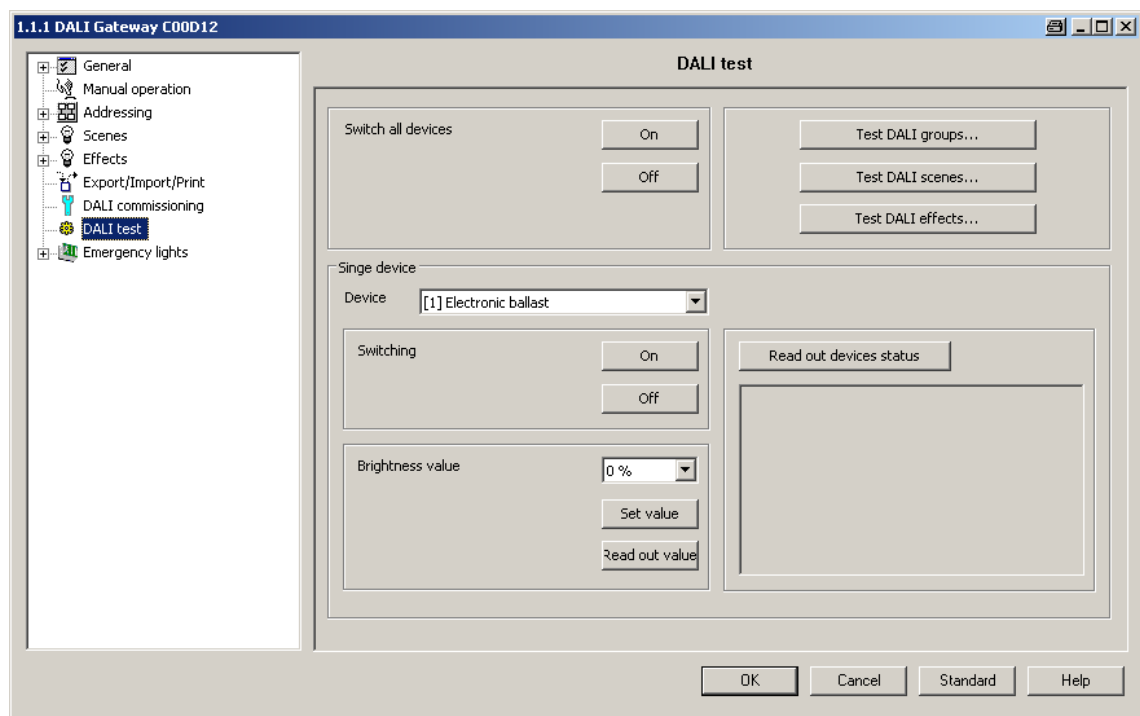 1.1.1 DALI Gateway C00D12
General
Manual operation
Addressing
Scenes
Effects
Export/Import/Print
DALI commissioning
DALI test
Emergency lights
DALI test
Switch all devices
On
Off
Test DALI groups...
Test DALI scenes...
Test DALI effects...
Singe device
Device
[1] Electronic ballast
Switching
On
Off
Brightness value
0 %
Set value
Read out value
Read out devices status
OK
Cancel
Standard
Help